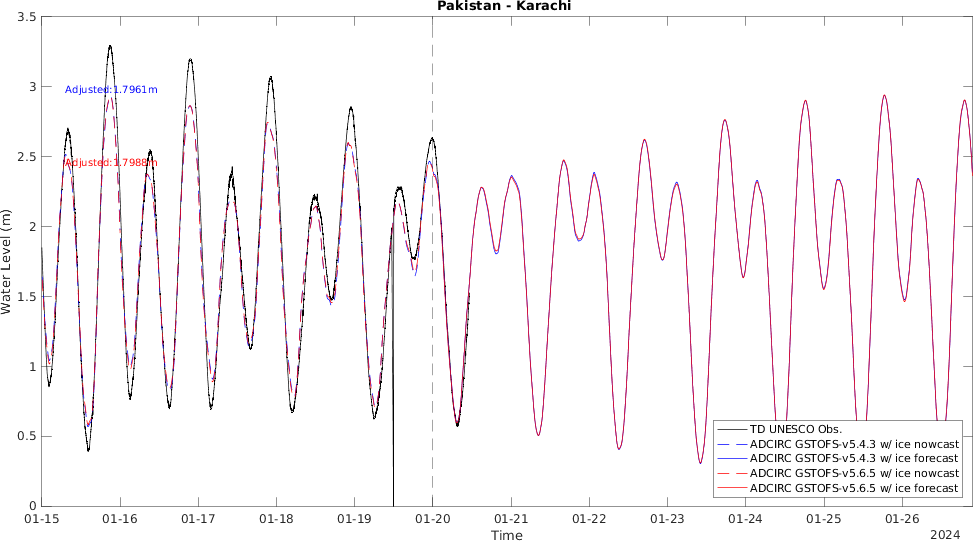 Pakistan - Karachi
3.5
3
2.5
2
1.5
1
0.5
0
Water Level (m)
Adjusted:1.7961m
Adjusted:1.7988m
TD UNESCO Obs.
ADCIRC GSTOFS-v5.4.3 w/ ice nowcast
ADCIRC GSTOFS-v5.4.3 w/ ice forecast
ADCIRC GSTOFS-v5.6.5 w/ ice nowcast
ADCIRC GSTOFS-v5.6.5 w/ ice forecast
01-15 01-16 01-17 01-18 01-19 01-20 01-21 01-22 01-23 01-24 01-25 01-26
Time
2024